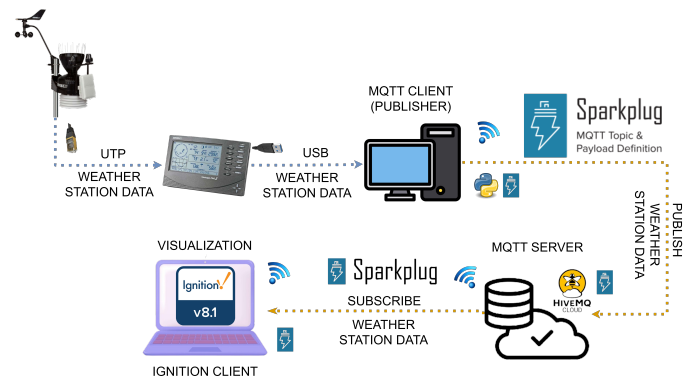 MQTT CLIENT
(PUBLISHER)
Sparkplug
MQTT Topic &
Payload Definition
UTP
WEATHER
STATION DATA
USB
WEATHER
STATION DATA
PUBLISH
WEATHER
STATION DATA
VISUALIZATION
Ignition!
v8.1
IGNITION CLIENT
Sparkplug
SUBSCRIBE
WEATHER
STATION DATA
MQTT SERVER
HIVEMQ
CLOUD